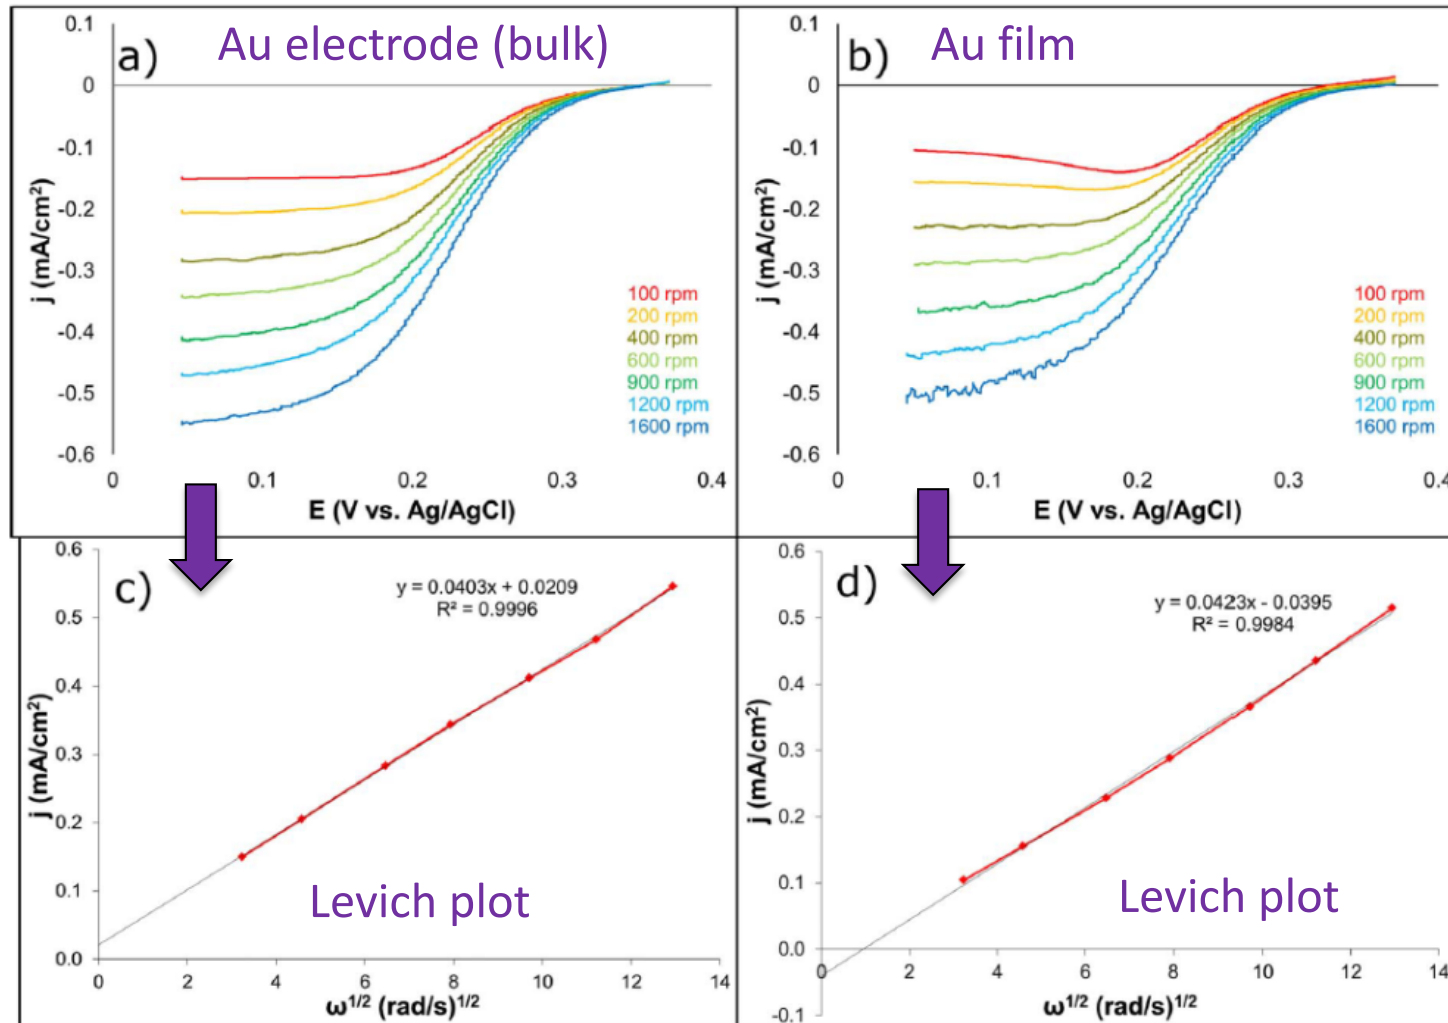 a) Au electrode (bulk)
0.1
0
-0.1
-0.2
-0.3
-0.4
-0.5
-0.6
j (mA/cm²)
100 rpm
200 rpm
400 rpm
600 rpm
900 rpm
1200 rpm
1600 rpm
0 0.1 0.2 0.3 0.4
E (V vs. Ag/AgCl)
b) Au film
0.1
0
-0.1
-0.2
-0.3
-0.4
-0.5
-0.6
j (mA/cm²)
100 rpm
200 rpm
400 rpm
600 rpm
900 rpm
1200 rpm
1600 rpm
0 0.1 0.2 0.3 0.4
E (V vs. Ag/AgCl)
c)
y = 0.0403x + 0.0209
R² = 0.9996
0.6
0.5
0.4
0.3
0.2
0.1
0.0
j (mA/cm²)
Levich plot
0 2 4 6 8 10 12 14
ω1/2 (rad/s)1/2
d)
y = 0.0423x - 0.0395
R² = 0.9984
0.6
0.5
0.4
0.3
0.2
0.1
0.0
-0.1
j (mA/cm²)
Levich plot
0 2 4 6 8 10 12 14
ω1/2 (rad/s)1/2